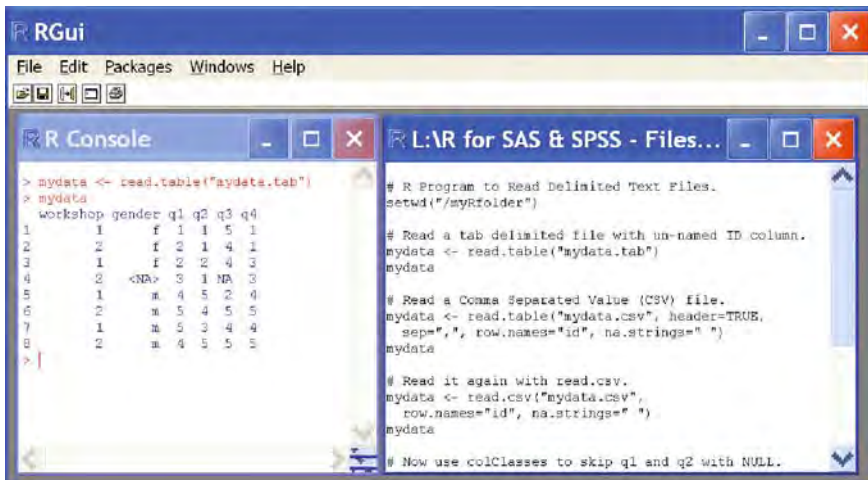 RGui
File Edit Packages Windows Help
R Console
> mydata <- read.table("mydata.tab")
> mydata
workshop gender q1 q2 q3 q4
1 1 f 1 1 5 1
2 2 f 2 1 4 1
3 1 f 2 2 4 3
4 2 <NA> 3 1 NA 3
5 1 m 4 5 2 4
6 2 m 5 4 5 5
7 1 m 5 3 4 4
8 2 m 4 5 5 5
>
L:\R for SAS & SPSS - Files...
# R Program to Read Delimited Text Files.
setwd("/myRfolder")
# Read a tab delimited file with un-named ID column.
mydata <- read.table("mydata.tab")
mydata
# Read a Comma Separated Value (CSV) file.
mydata <- read.table("mydata.csv", header=TRUE,
sep=",", row.names="id", na.strings=" ")
mydata
# Read it again with read.csv.
mydata <- read.csv("mydata.csv",
row.names="id", na.strings=" ")
mydata
# Now use colClasses to skip q1 and q2 with NULL.